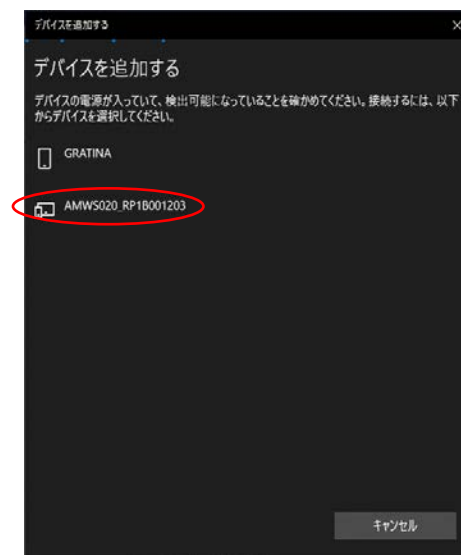 デバイスを追加する
デバイスを追加する
デバイスの電源が入っていて、検出可能になっていることを確かめてください。接続するには、以下
からデバイスを選択してください。
GRATINA
AMWS020_RP1B001203
キャンセル